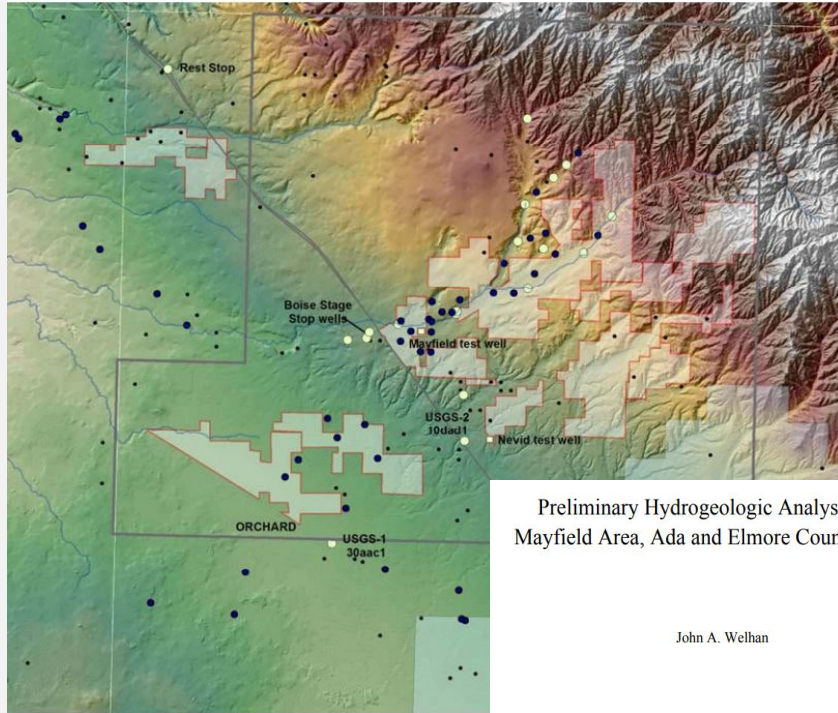 Rest Stop
Boise Stage
Stop wells
Mayfield test well
USGS-2
10dad1
Nevid test well
ORCHARD
USGS-1
30aac1
Preliminary Hydrogeologic Analys
Mayfield Area, Ada and Elmore Coun
John A. Welhan